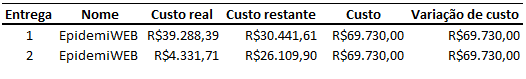 Entrega Nome Custo real Custo restante Custo Variação de custo
1 EpidemiWEB R$39.288,39 R$30.441,61 R$69.730,00 R$69.730,00
2 EpidemiWEB R$4.331,71 R$26.109,90 R$69.730,00 R$69.730,00